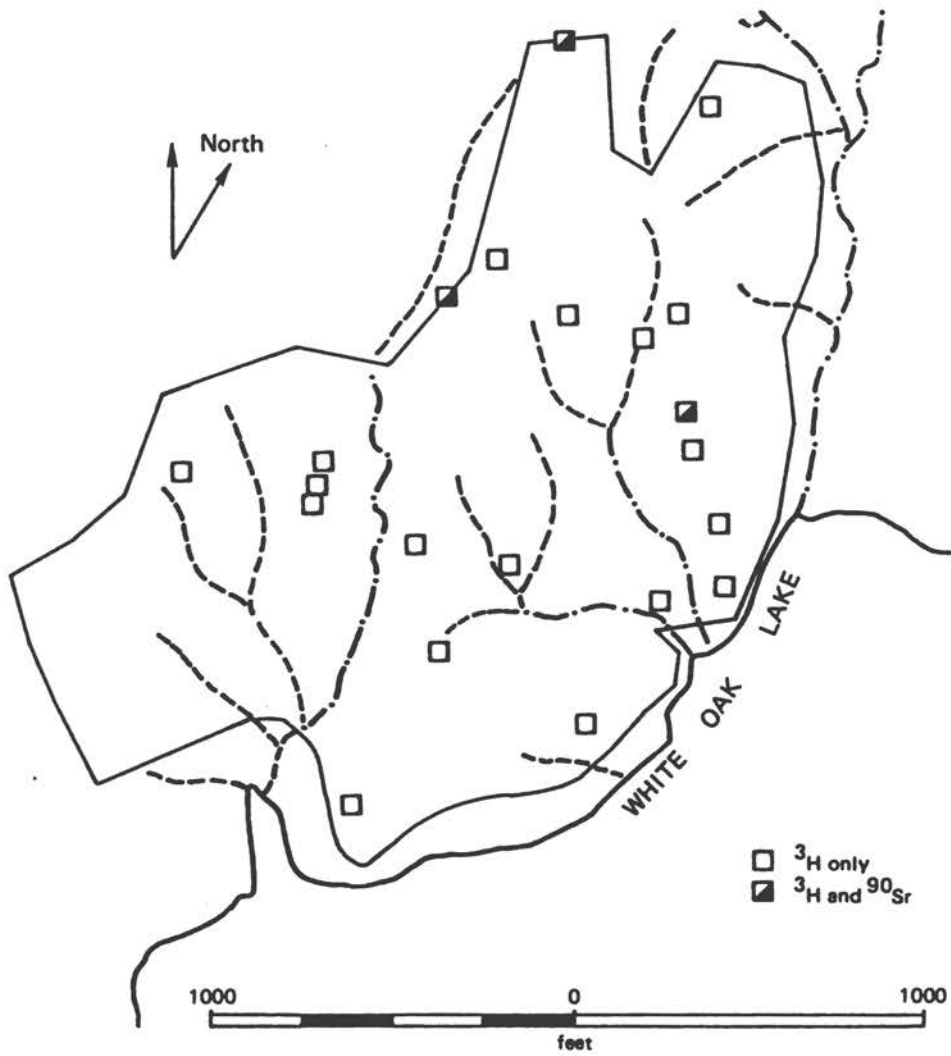 North
WHITE OAK LAKE
³H only
³H and ⁹⁰Sr
1000 0 1000
feet